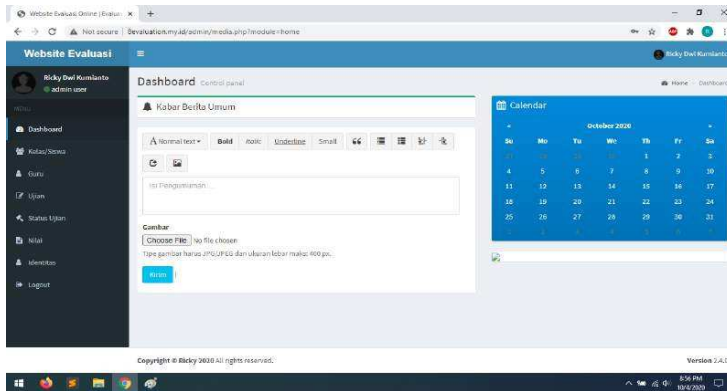 Website Evaluasi Online | Evalua
Not secure | 8evaluation.my.id/admin/media.php?module=home
Website Evaluasi
Ricky Dwi Kurnianto
Ricky Dwi Kurnianto
admin user
MENU
Dashboard
Kelas/Siswa
Guru
Ujian
Status Ujian
Nilai
Identitas
Logout
Dashboard Control panel
Home Dashboard
Kabar Berita Umum
Normal text Bold Italic Underline Small
Isi Pengumuman ...
Gambar
Choose File No file chosen
Tipe gambar harus JPG/JPEG dan ukuran lebar maks: 400 px.
Kirim
Calendar
October 2020
Su Mo Tu We Th Fr Sa
1 2 3
4 5 6 7 8 9 10
11 12 13 14 15 16 17
18 19 20 21 22 23 24
25 26 27 28 29 30 31
Copyright © Ricky 2020 All rights reserved.
Version 2.4.0
8:56 PM
10/4/2020